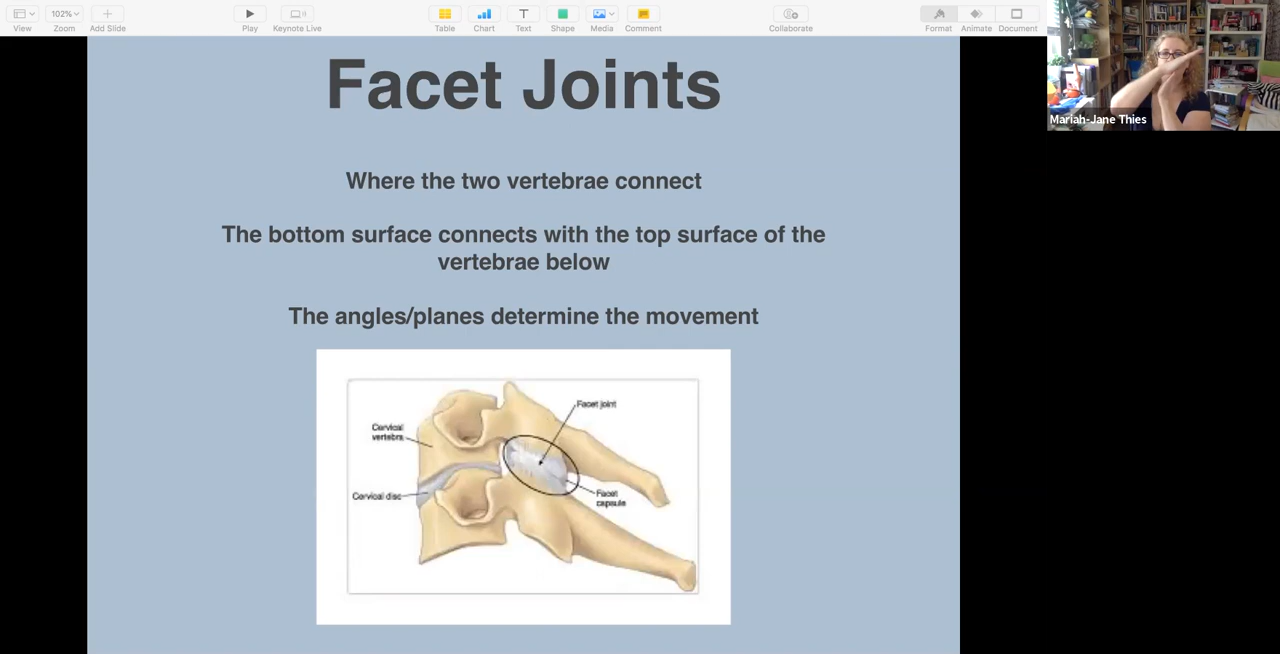 102%
View
Zoom
Add Slide
Play
Keynote Live
Table
Chart
Text
Shape
Media
Comment
Collaborate
Format
Animate
Document
Mariah-Jane Thies
Facet Joints
Where the two vertebrae connect
The bottom surface connects with the top surface of the
vertebrae below
The angles/planes determine the movement
Facet joint
Cervical
vertebra
Cervical disc
Facet
capsule